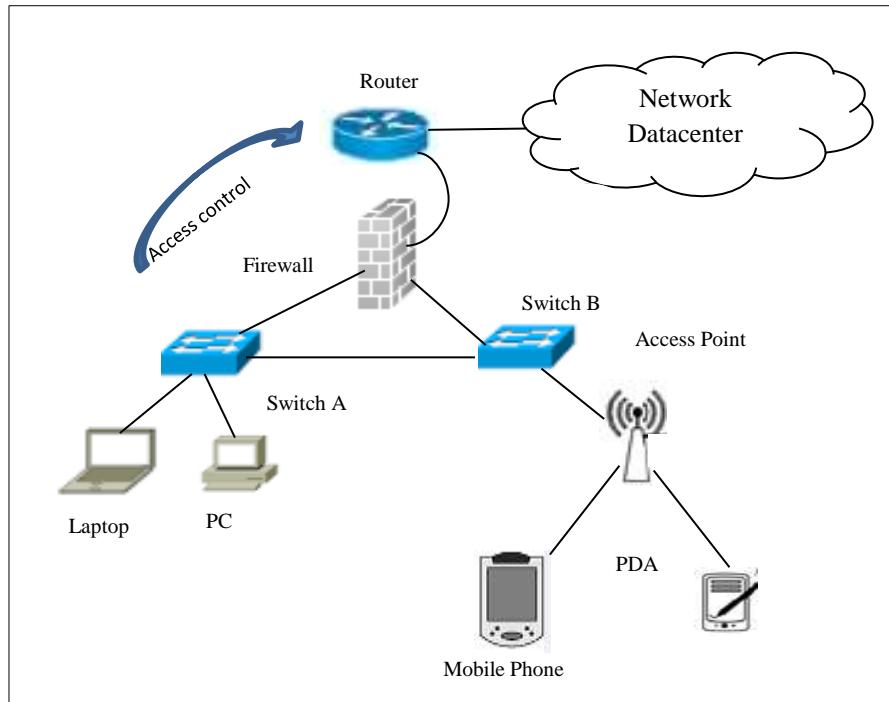 Router
Network
Datacenter
Access control
Firewall
Switch B
Access Point
Switch A
Laptop
PC
PDA
Mobile Phone